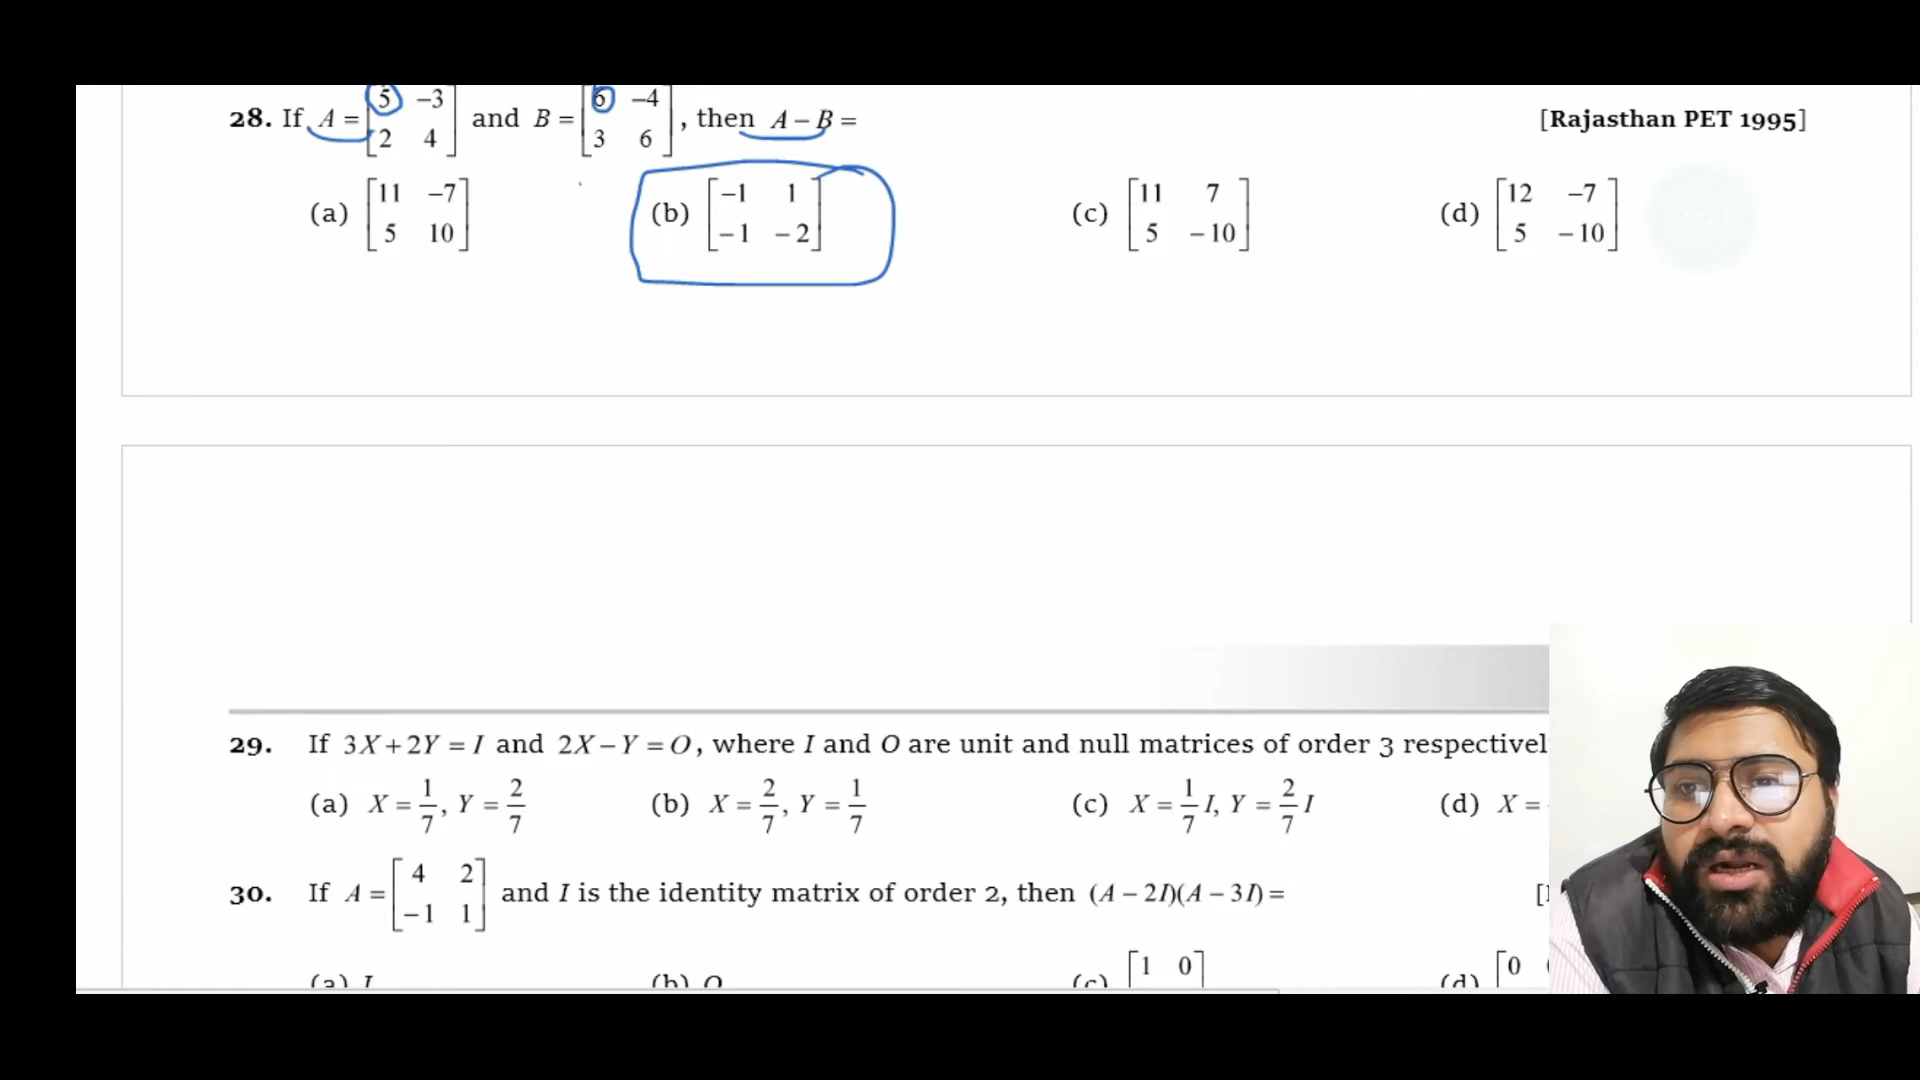 28. If A = [5 -3 and B = [6 -4 , then A – B = [Rajasthan PET 1995]
2 4] 3 6]
(a) [11 -7 (b) [-1 1 (c) [11 7 (d) [12 -7
5 10] -1 -2] 5 -10] 5 -10]
29. If 3X + 2Y = I and 2X – Y = O, where I and O are unit and null matrices of order 3
(a) X = 1/7, Y = 2/7 (b) X = 2/7, Y = 1/7 (c) X = 1/7 I, Y = 2/7 I (d) X =
30. If A = [4 2 and I is the identity matrix of order 2, then (A – 2I)(A – 3I) =
-1 1]
(a) I (b) O (c) [1 0] (d) [0